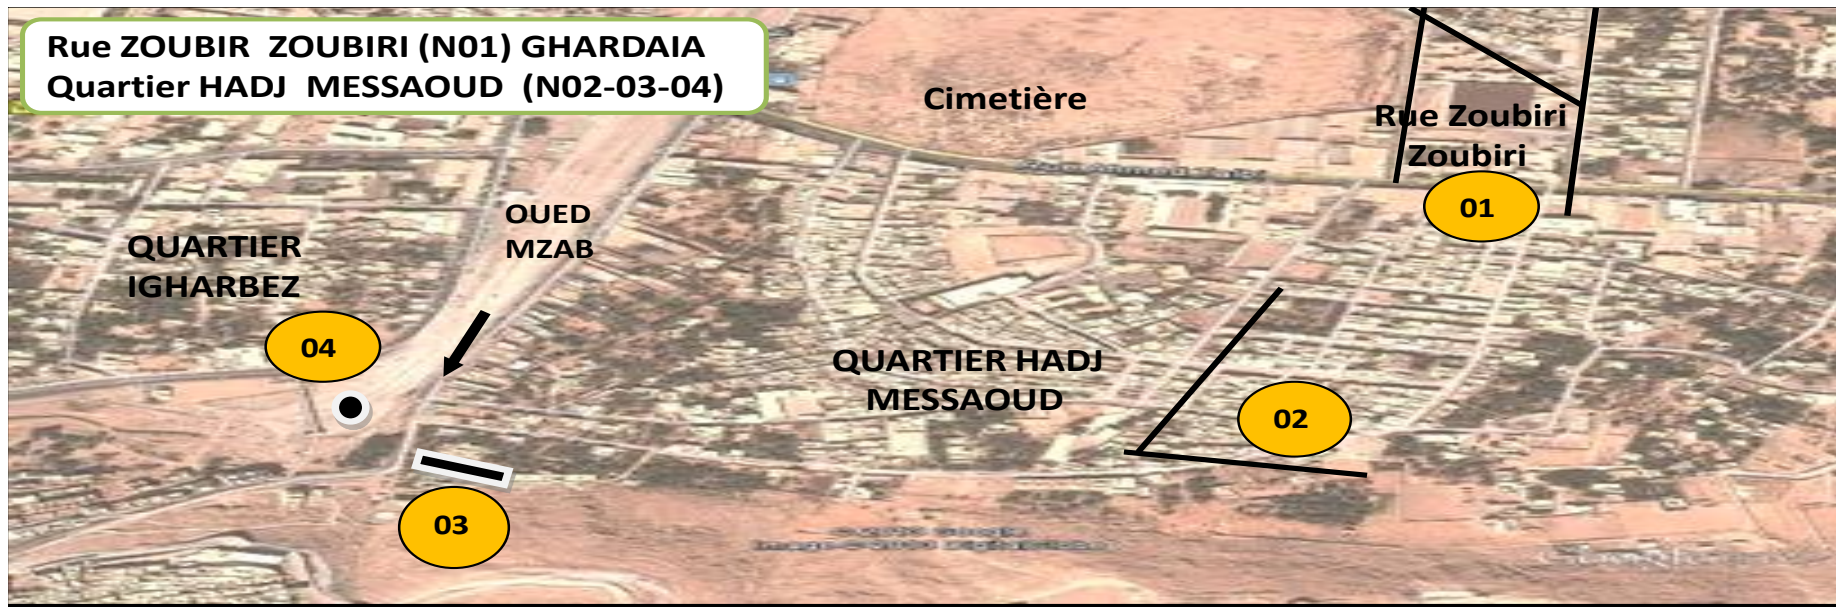 Rue ZOUBIR ZOUBIRI (N01) GHARDAIA
Quartier HADJ MESSAOUD (N02-03-04)
Cimetière
Rue Zoubiri
Zoubiri
01
OUED
MZAB
QUARTIER
IGHARBEZ
04
QUARTIER HADJ
MESSAOUD
02
03